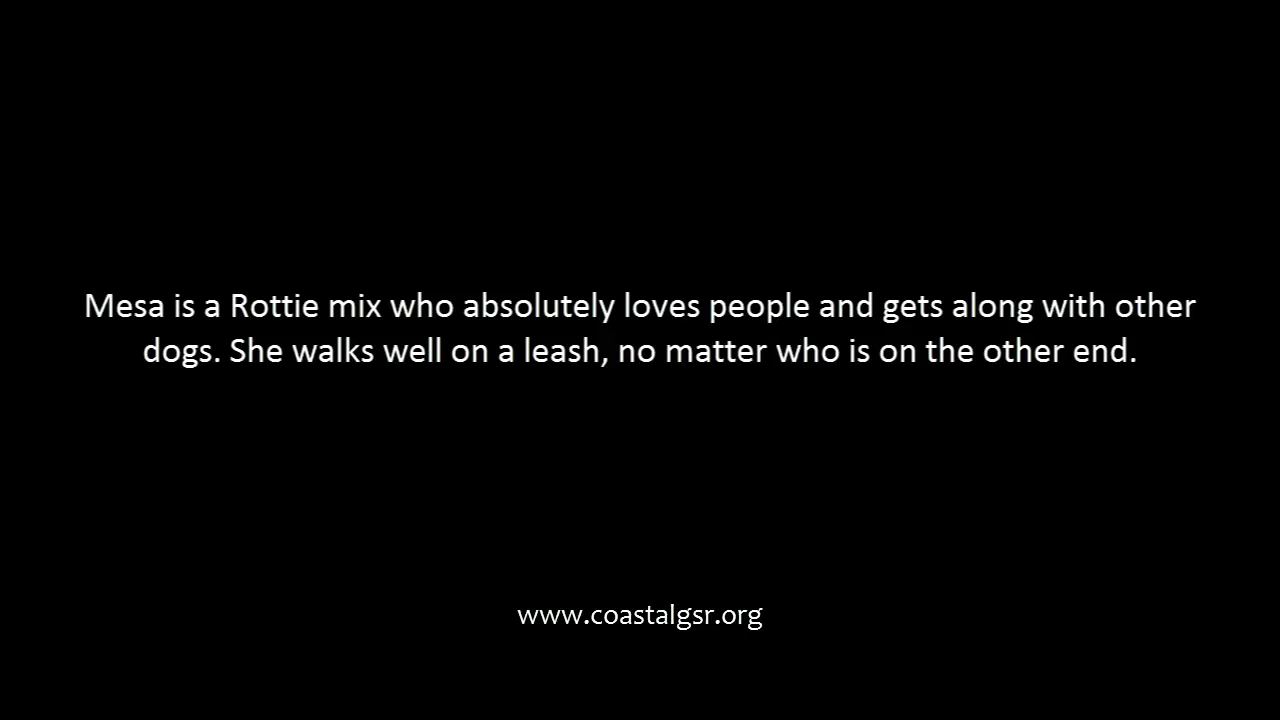 Mesa is a Rottie mix who absolutely loves people and gets along with other
dogs. She walks well on a leash, no matter who is on the other end.
www.coastalgsr.org